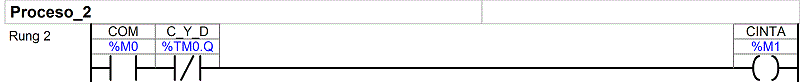 Proceso_2
Rung 2
COM C_Y_D CINTA
%M0 %TM0.Q %M1